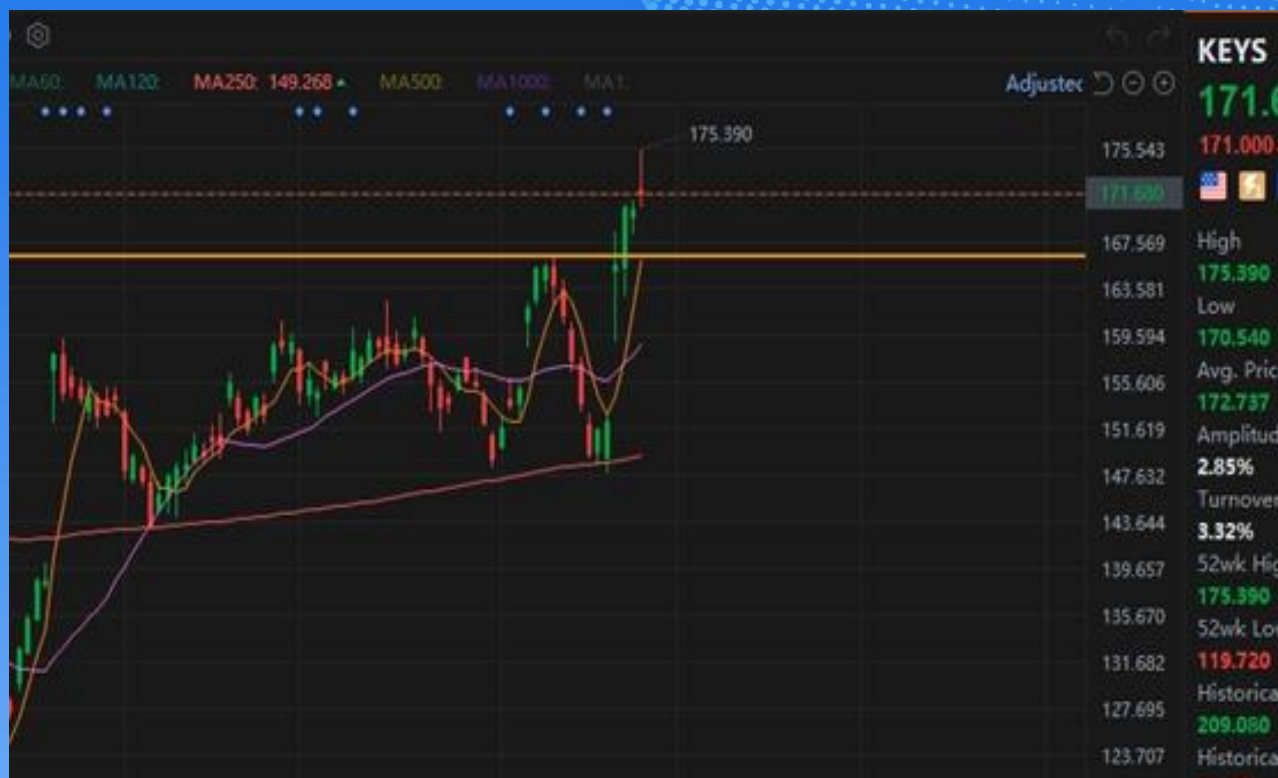 KEYS
MA60: MA120: MA250: 149.268 MA500: MA1000: MA1
Adjusted
171.6
171.000
175.390
175.543
171.680
167.569
163.581
159.594
155.606
151.619
147.632
143.644
139.657
135.670
131.682
127.695
123.707
High
175.390
Low
170.540
Avg. Pric
172.737
Amplitud
2.85%
Turnover
3.32%
52wk Hig
175.390
52wk Lo
119.720
Historica
209.080
Historica